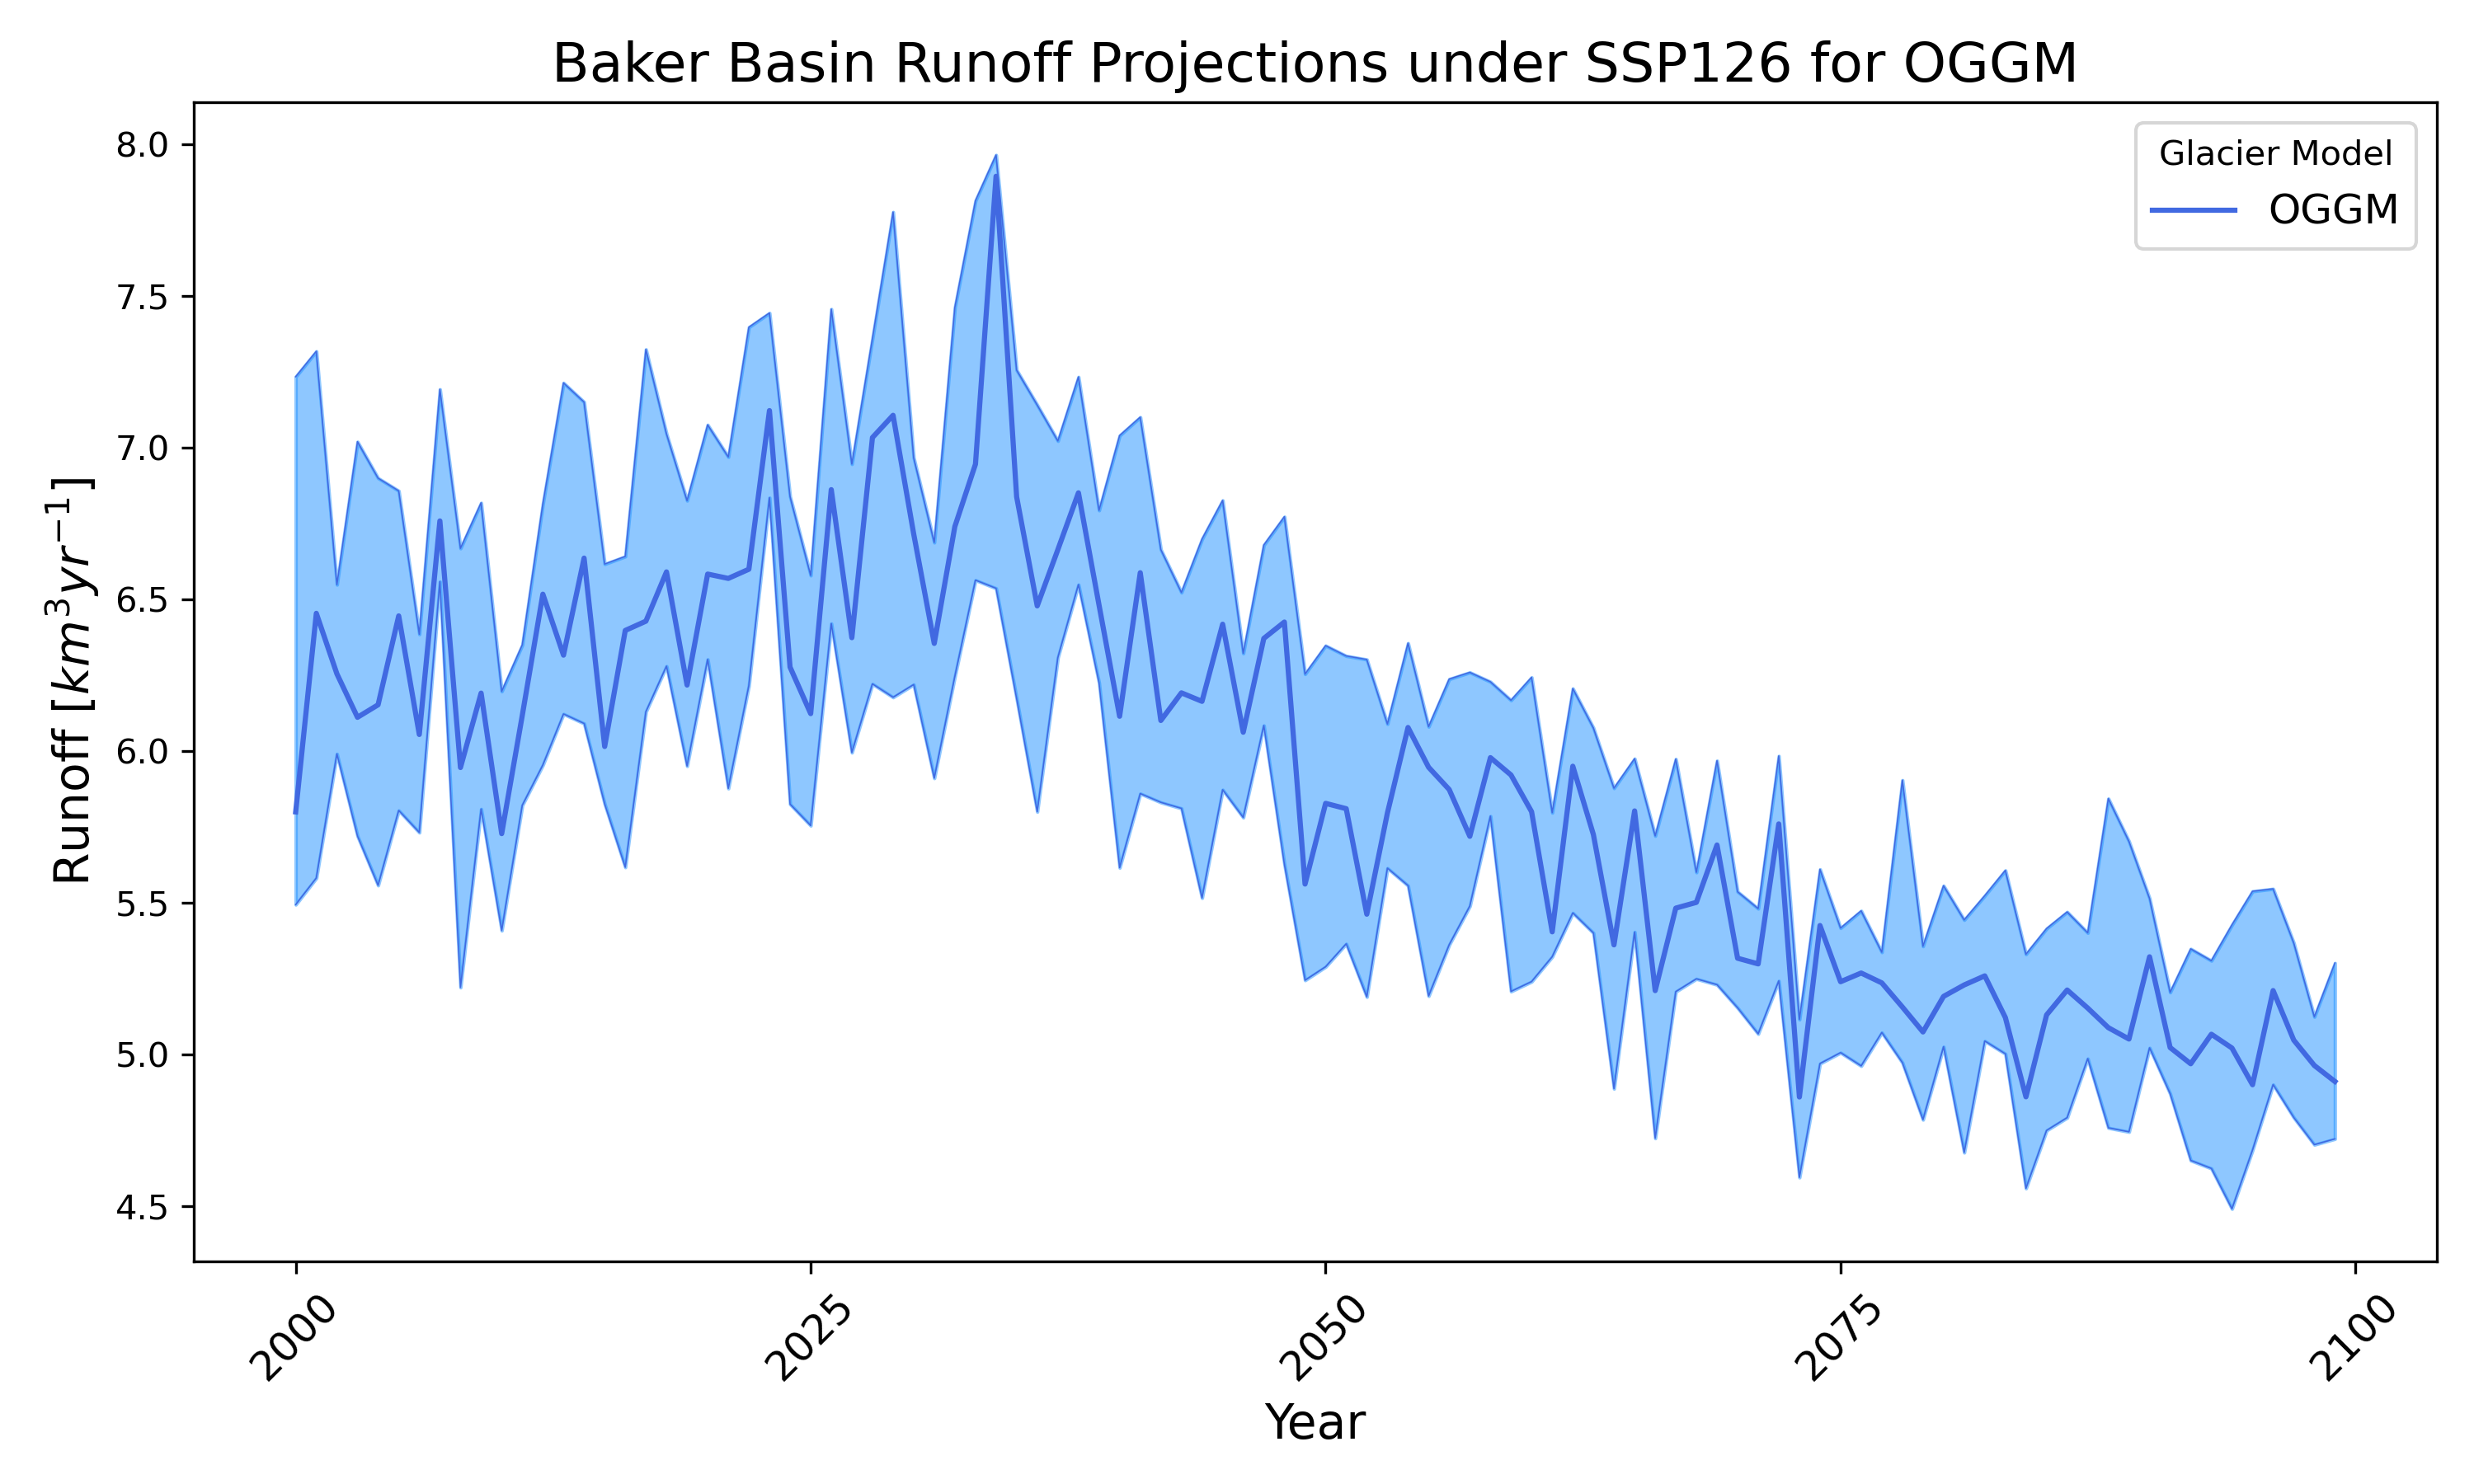 Baker Basin Runoff Projections under SSP126 for OGGM
Glacier Model
OGGM
Runoff [km³yr⁻¹]
8.0
7.5
7.0
6.5
6.0
5.5
5.0
4.5
2000
2025
2050
2075
2100
Year